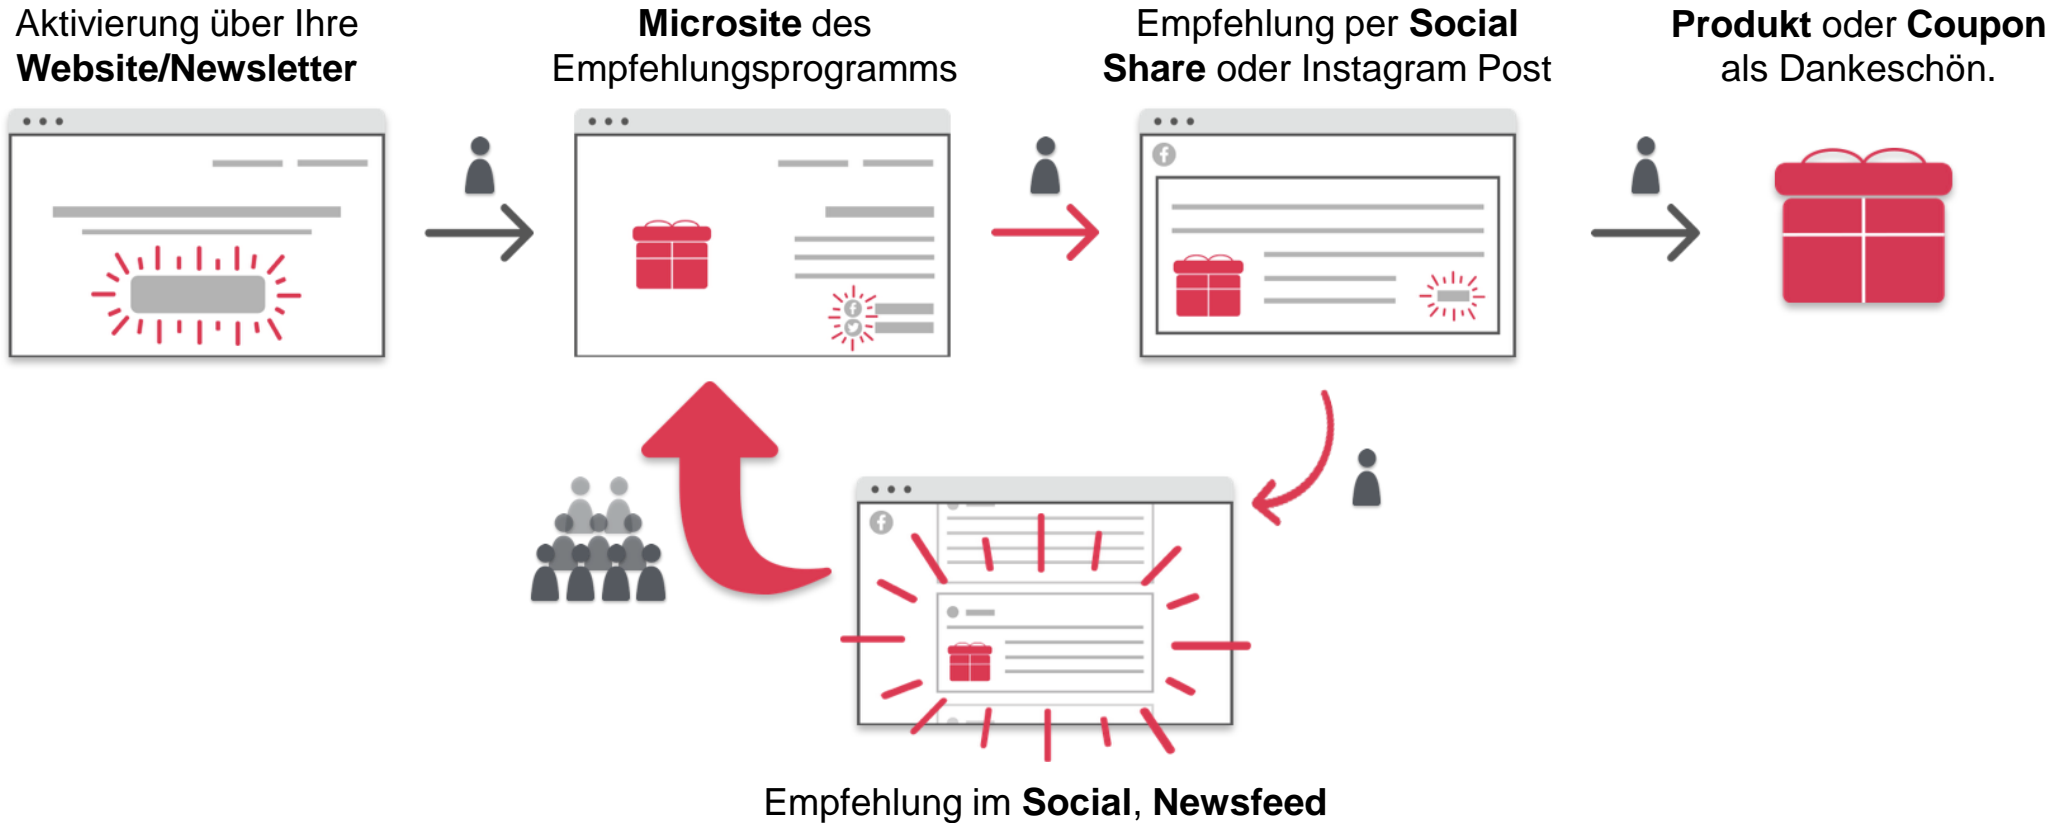 Aktivierung über Ihre
Website/Newsletter
Microsite des
Empfehlungsprogramms
Empfehlung per Social
Share oder Instagram Post
Produkt oder Coupon
als Dankeschön.
Empfehlung im Social, Newsfeed